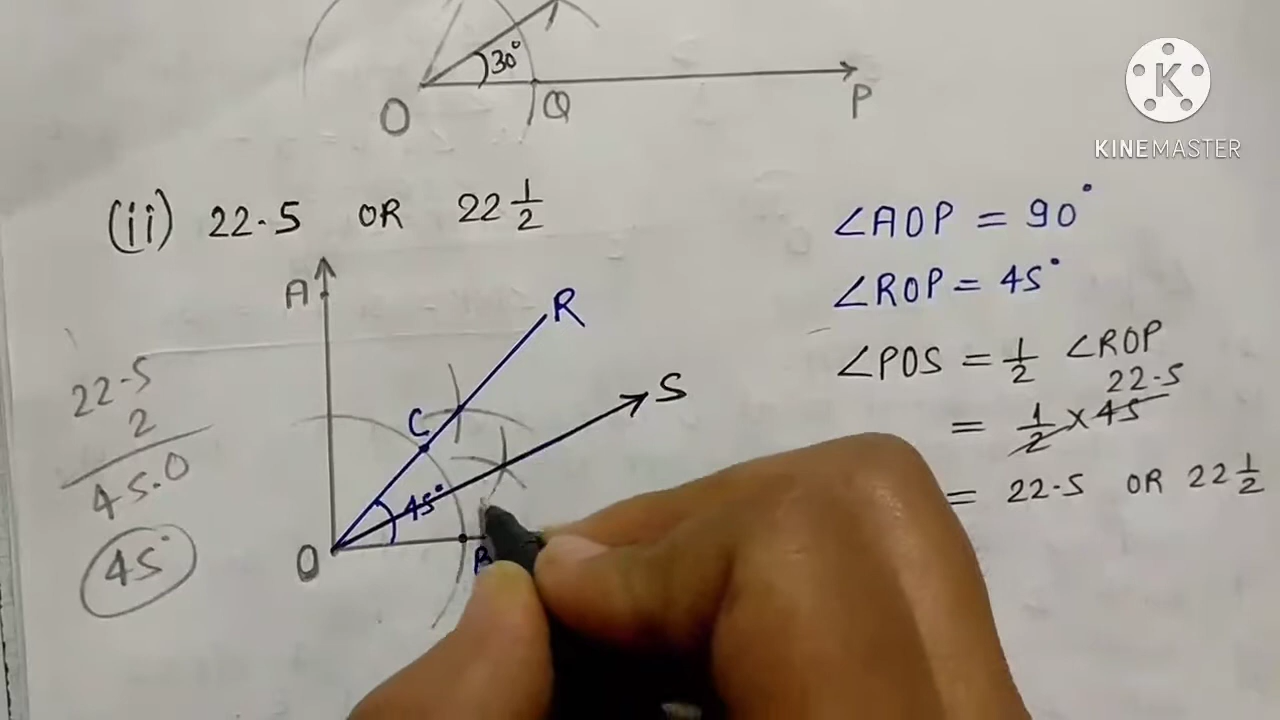 30°
O Q P
KINEMASTER
(ii) 22.5 OR 22 1/2
A
R
S
C
45°
O
B
22.5
2
45.0
45°
∠AOP = 90°
∠ROP = 45°
∠POS = 1/2 ∠ROP
22.5
= 1/2 × 45
= 22.5 OR 22 1/2